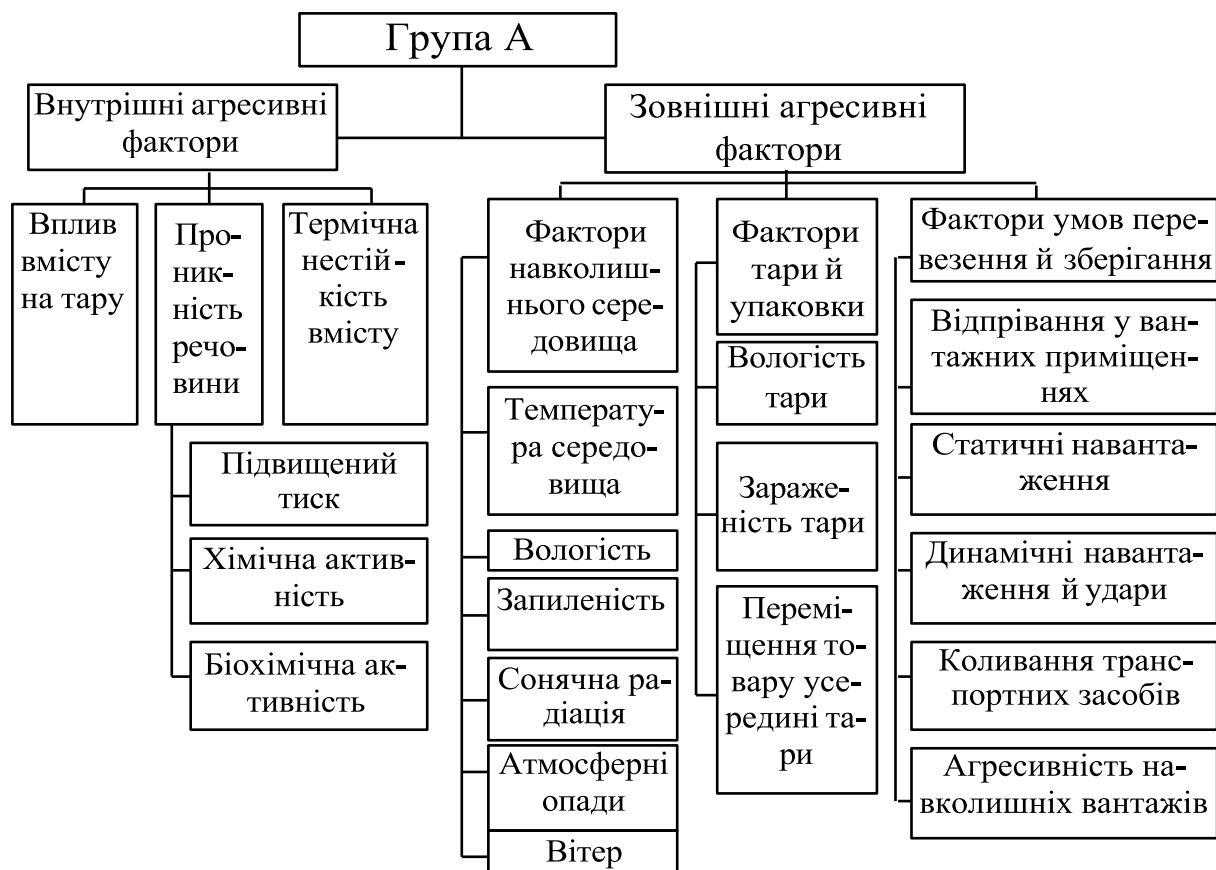 Група А
Внутрішні агресивні
фактори
Зовнішні агресивні
фактори
Вплив
вмісту
на тару
Про-
ник-
ність
речо-
вини
Термічна
нестій-
кість
вмісту
Підвищений
тиск
Хімічна актив-
ність
Біохімічна ак-
тивність
Фактори
навколиш-
нього сере-
довища
Температу-
ра середо-
вища
Вологість
Запиленість
Сонячна ра-
діація
Атмосферні
опади
Вітер
Фактори
тари й
упаковки
Вологість
тари
Зараже-
ність тари
Перемі-
щення то-
вару усе-
редині та-
ри
Фактори умов пере-
везення й зберігання
Відпрівання у ван-
тажних приміщен-
нях
Статичні наванта-
ження
Динамічні наванта-
ження й удари
Коливання транс-
портних засобів
Агресивність на-
вколишніх вантажів